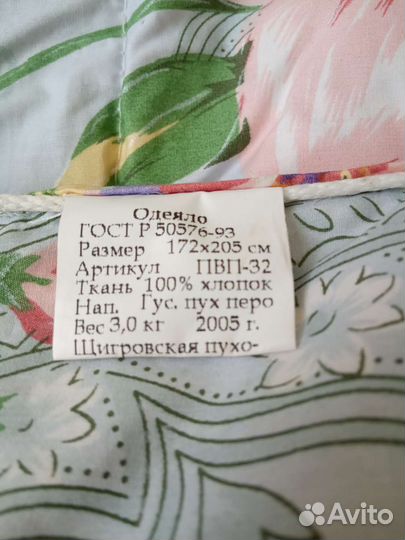 Одеяло
ГОСТ Р 50576-93
Размер 172х205 см
Артикул ПВП-32
Ткань 100% хлопок
Нап. Гус. пух перо
Вес 3,0 кг 2005 г.
Щигровская пухо-
Avito